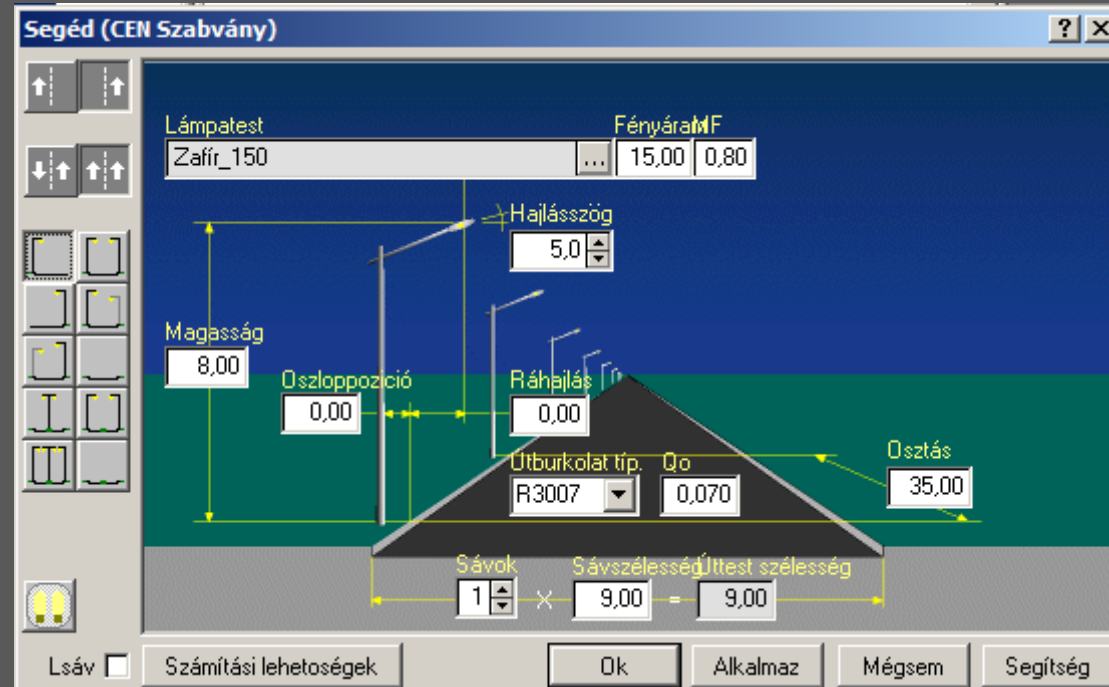 Segéd (CEN Szabvány)
Lámpatest Fényáram MF
Zafír_150 ... 15,00 0,80
Hajlásszög
5,0
Magasság
8,00
Oszloppozíció Ráhajlás
0,00 0,00
Útburkolat típ. Qo
R3007 0,070
Osztás
35,00
Sávok Sávszélesség Úttest szélesség
1 X 9,00 = 9,00
Lsáv Számítási lehetoségek Ok Alkalmaz Mégsem Segítség